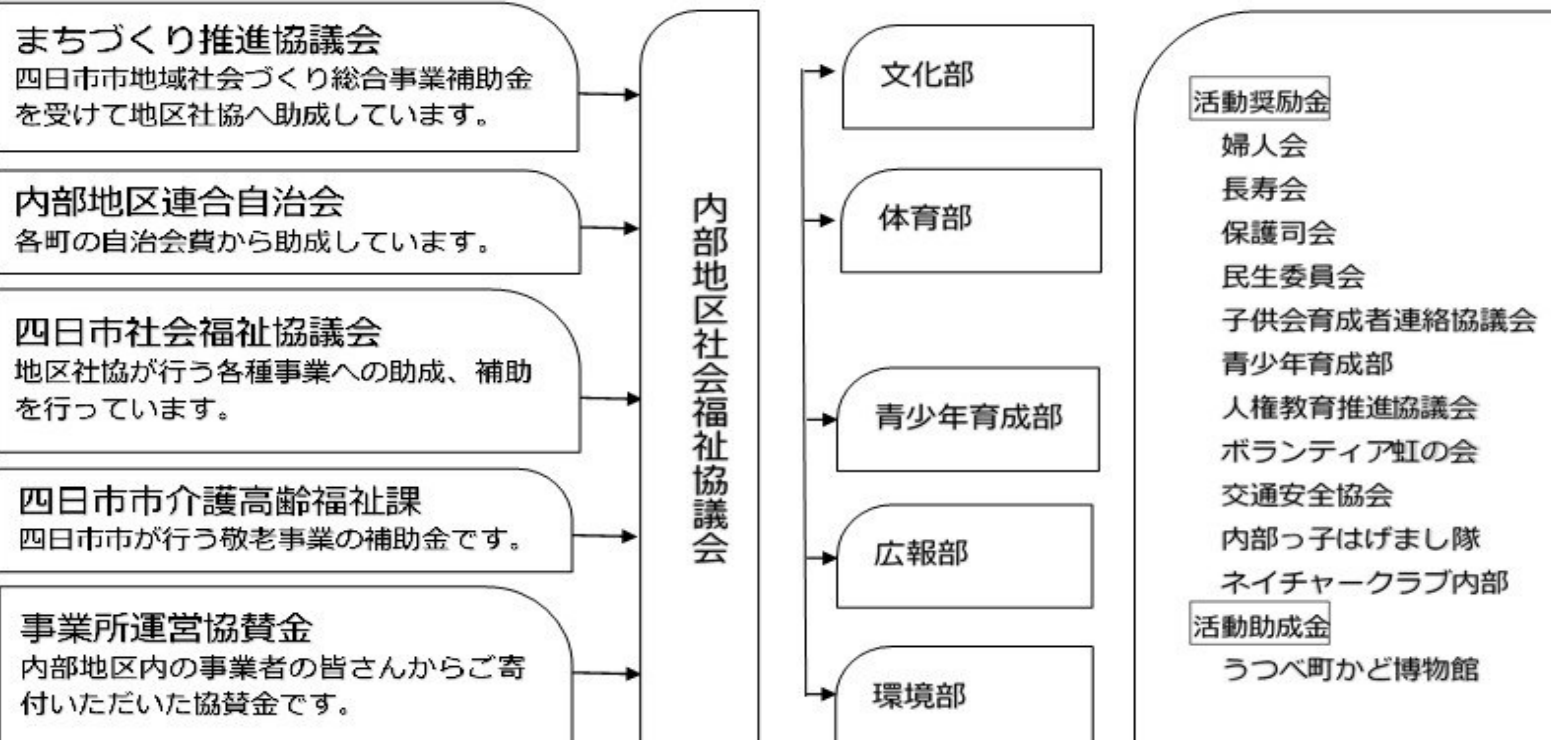 まちづくり推進協議会
四日市市地域社会づくり総合事業補助金
を受けて地区社協へ助成しています。
内部地区連合自治会
各町の自治会費から助成しています。
四日市社会福祉協議会
地区社協が行う各種事業への助成、補助
を行っています。
四日市市介護高齢福祉課
四日市市が行う敬老事業の補助金です。
事業所運営協賛金
内部地区内の事業者の皆さんからご寄
付いただいた協賛金です。
内部地区社会福祉協議会
文化部
体育部
青少年育成部
広報部
環境部
活動奨励金
婦人会
長寿会
保護司会
民生委員会
子供会育成者連絡協議会
青少年育成部
人権教育推進協議会
ボランティア虹の会
交通安全協会
内部っ子はげまし隊
ネイチャークラブ内部
活動助成金
うつべ町かど博物館